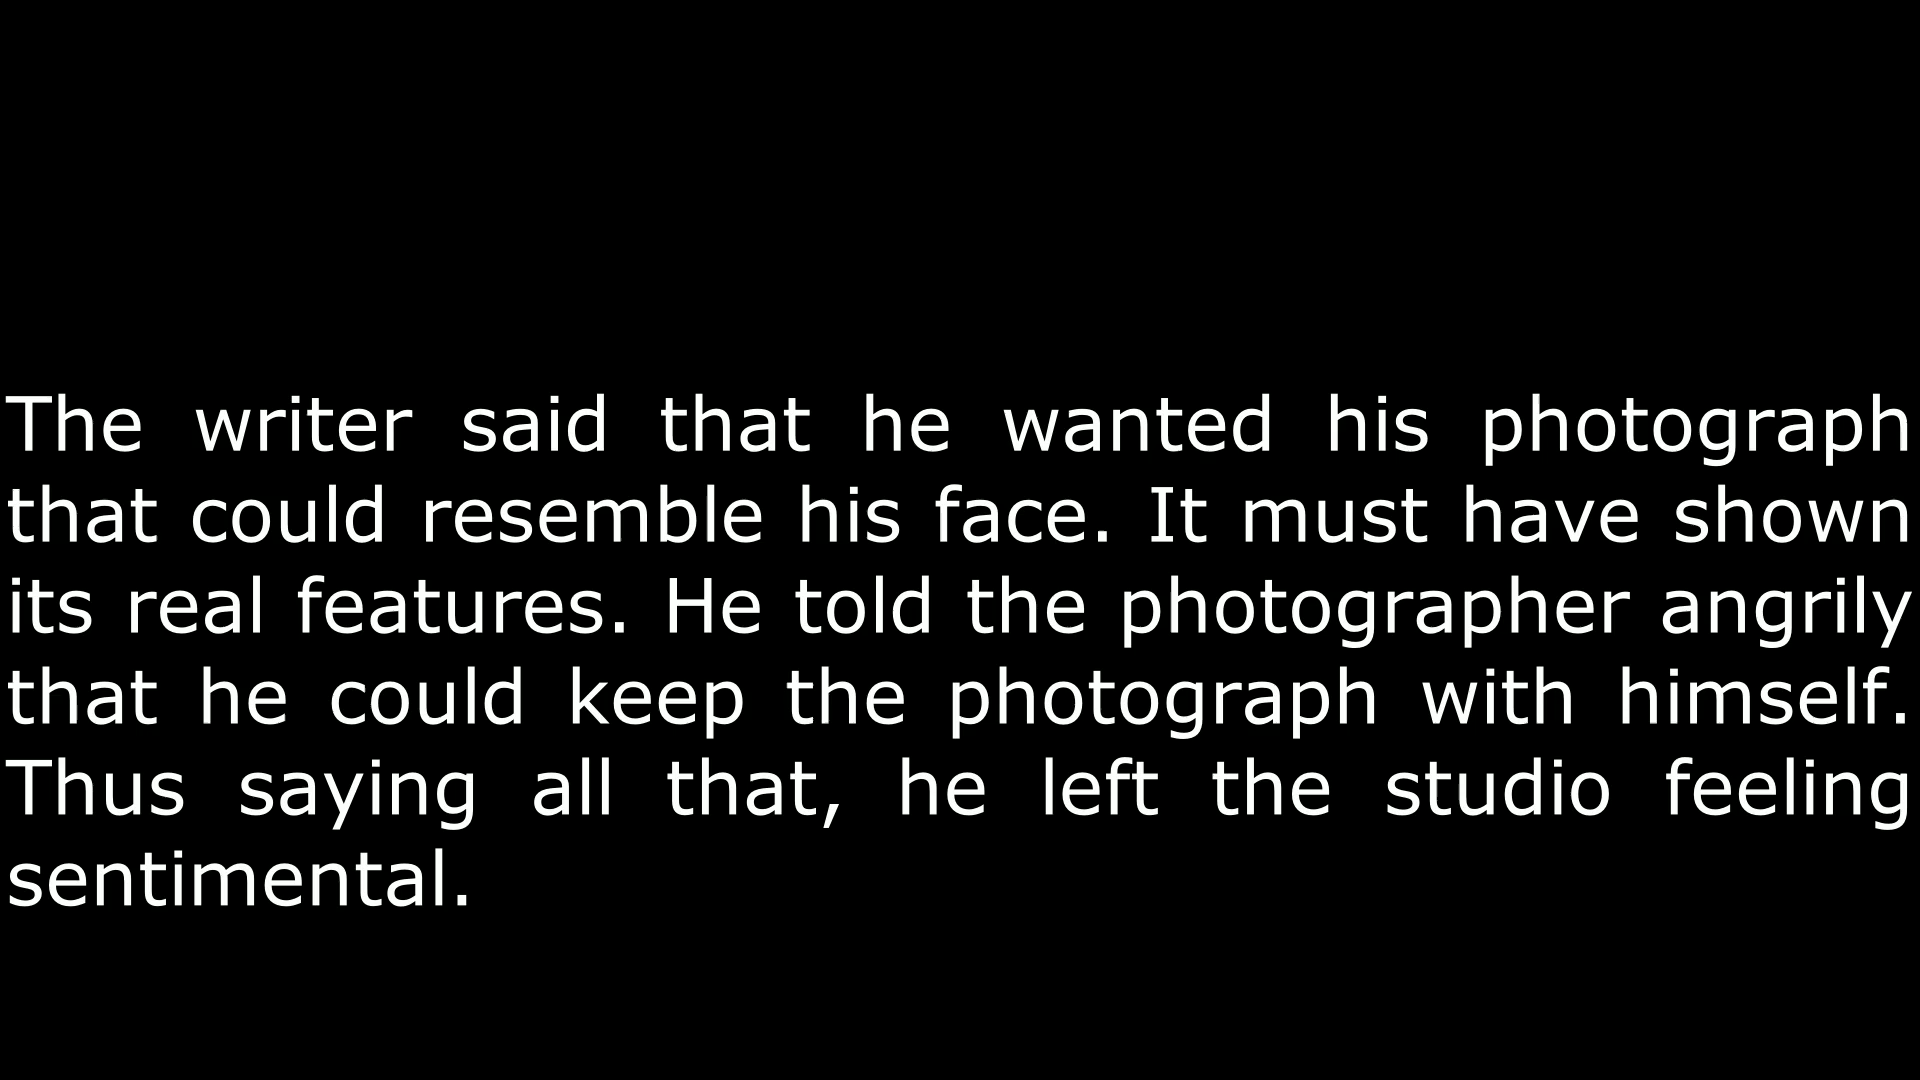 The writer said that he wanted his photograph
that could resemble his face. It must have shown
its real features. He told the photographer angrily
that he could keep the photograph with himself.
Thus saying all that, he left the studio feeling
sentimental.